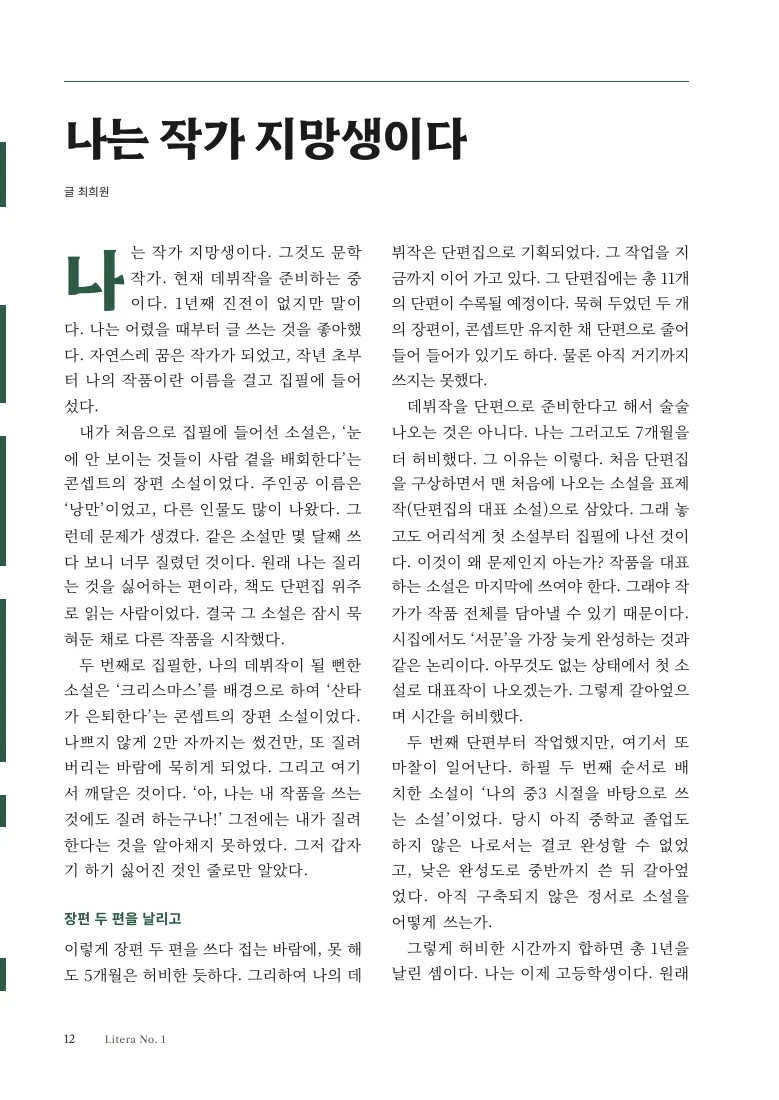 나는 작가 지망생이다
글 최희원
나는 작가 지망생이다. 그것도 문학
작가. 현재 데뷔작을 준비하는 중
이다. 1년째 진전이 없지만 말이
다. 나는 어렸을 때부터 글 쓰는 것을 좋아했
다. 자연스레 꿈은 작가가 되었고, 작년 초부
터 나의 작품이란 이름을 걸고 집필에 들어
섰다.
내가 처음으로 집필에 들어선 소설은, ‘눈
에 안 보이는 것들이 사람 곁을 배회한다’는
콘셉트의 장편 소설이었다. 주인공 이름은
‘낭만’이었고, 다른 인물도 많이 나왔다. 그
런데 문제가 생겼다. 같은 소설만 몇 달째 쓰
다 보니 너무 질렸던 것이다. 원래 나는 질리
는 것을 싫어하는 편이라, 책도 단편집 위주
로 읽는 사람이었다. 결국 그 소설은 잠시 묵
혀둔 채로 다른 작품을 시작했다.
두 번째로 집필한, 나의 데뷔작이 될 뻔한
소설은 ‘크리스마스’를 배경으로 하여 ‘산타
가 은퇴한다’는 콘셉트의 장편 소설이었다.
나쁘지 않게 2만 자까지는 썼건만, 또 질려
버리는 바람에 묵히게 되었다. 그리고 여기
서 깨달은 것이다. ‘아, 나는 내 작품을 쓰는
것에도 질려 하는구나!’ 그전에는 내가 질려
한다는 것을 알아채지 못하였다. 그저 갑자
기 하기 싫어진 것인 줄로만 알았다.
장편 두 편을 날리고
이렇게 장편 두 편을 쓰다 접는 바람에, 못 해
도 5개월은 허비한 듯하다. 그리하여 나의 데
뷔작은 단편집으로 기획되었다. 그 작업을 지
금까지 이어 가고 있다. 그 단편집에는 총 11개
의 단편이 수록될 예정이다. 묵혀 두었던 두 개
의 장편이, 콘셉트만 유지한 채 단편으로 줄어
들어 들어가 있기도 하다. 물론 아직 거기까지
쓰지는 못했다.
데뷔작을 단편으로 준비한다고 해서 술술
나오는 것은 아니다. 나는 그러고도 7개월을
더 허비했다. 그 이유는 이렇다. 처음 단편집
을 구상하면서 맨 처음에 나오는 소설을 표제
작(단편집의 대표 소설)으로 삼았다. 그래 놓
고도 어리석게 첫 소설부터 집필에 나선 것이
다. 이것이 왜 문제인지 아는가? 작품을 대표
하는 소설은 마지막에 쓰여야 한다. 그래야 작
가가 작품 전체를 담아낼 수 있기 때문이다.
시집에서도 ‘서문’을 가장 늦게 완성하는 것과
같은 논리이다. 아무것도 없는 상태에서 첫 소
설로 대표작이 나오겠는가. 그렇게 갈아엎으
며 시간을 허비했다.
두 번째 단편부터 작업했지만, 여기서 또
마찰이 일어난다. 하필 두 번째 순서로 배
치한 소설이 ‘나의 중3 시절을 바탕으로 쓰
는 소설’이었다. 당시 아직 중학교 졸업도
하지 않은 나로서는 결코 완성할 수 없었
고, 낮은 완성도로 중반까지 쓴 뒤 갈아엎
었다. 아직 구축되지 않은 정서로 소설을
어떻게 쓰는가.
그렇게 허비한 시간까지 합하면 총 1년을
날린 셈이다. 나는 이제 고등학생이다. 원래
12 Litera No. 1